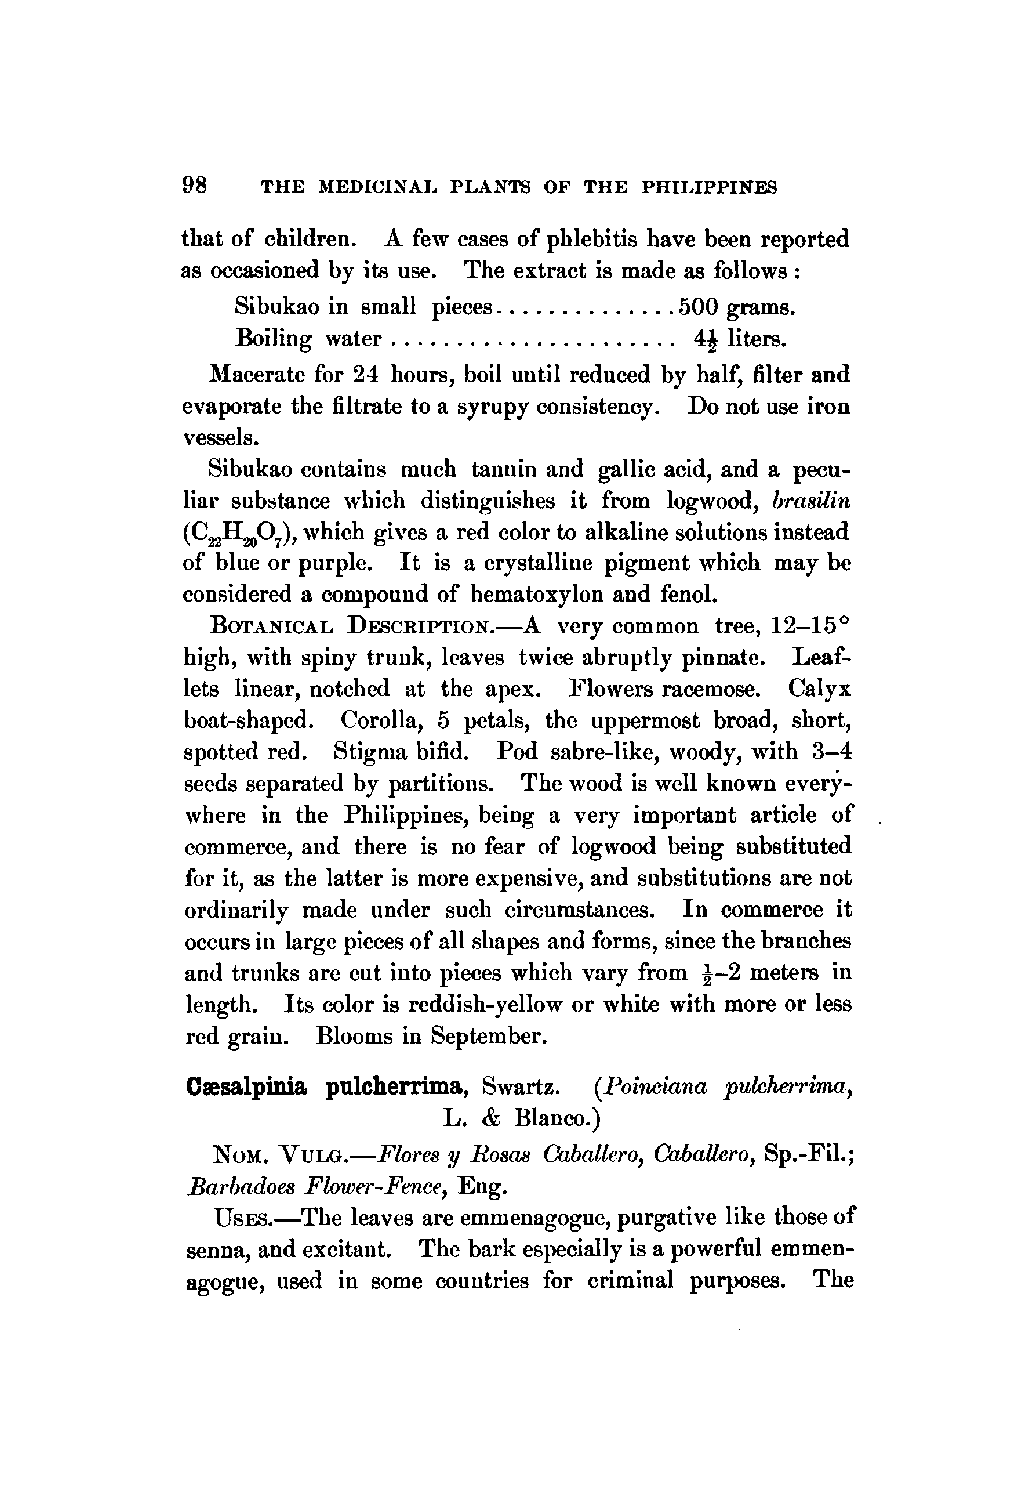 98 THE MEDICINAL PLANTS OF THE PHILIPPINES
that of children. A few cases of phlebitis have been reported
as occasioned by its use. The extract is made as follows :
Sibukao in small pieces..............500 grams.
Boiling water ...................... 4½ liters.
Macerate for 24 hours, boil until reduced by half, filter and
evaporate the filtrate to a syrupy consistency. Do not use iron
vessels.
Sibukao contains much tannin and gallic acid, and a pecu-
liar substance which distinguishes it from logwood, brasilin
(C₂₂H₂₀O₇), which gives a red color to alkaline solutions instead
of blue or purple. It is a crystalline pigment which may be
considered a compound of hematoxylon and fenol.
BOTANICAL DESCRIPTION.—A very common tree, 12–15°
high, with spiny trunk, leaves twice abruptly pinnate. Leaf-
lets linear, notched at the apex. Flowers racemose. Calyx
boat-shaped. Corolla, 5 petals, the uppermost broad, short,
spotted red. Stigma bifid. Pod sabre-like, woody, with 3–4
seeds separated by partitions. The wood is well known every-
where in the Philippines, being a very important article of
commerce, and there is no fear of logwood being substituted
for it, as the latter is more expensive, and substitutions are not
ordinarily made under such circumstances. In commerce it
occurs in large pieces of all shapes and forms, since the branches
and trunks are cut into pieces which vary from ½–2 meters in
length. Its color is reddish-yellow or white with more or less
red grain. Blooms in September.
Cæsalpinia pulcherrima, Swartz. (Poinciana pulcherrima,
L. & Blanco.)
NOM. VULG.—Flores y Rosas Caballero, Caballero, Sp.-Fil.;
Barbadoes Flower-Fence, Eng.
USES.—The leaves are emmenagogue, purgative like those of
senna, and excitant. The bark especially is a powerful emmen-
agogue, used in some countries for criminal purposes. The